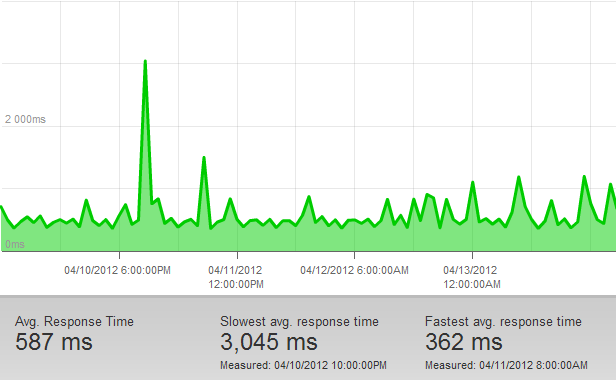 2 000ms
0ms
04/10/2012 6:00:00PM
04/11/2012
12:00:00PM
04/12/2012 6:00:00AM
04/13/2012
12:00:00AM
Avg. Response Time
587 ms
Slowest avg. response time
3,045 ms
Measured: 04/10/2012 10:00:00PM
Fastest avg. response time
362 ms
Measured: 04/11/2012 8:00:00AM